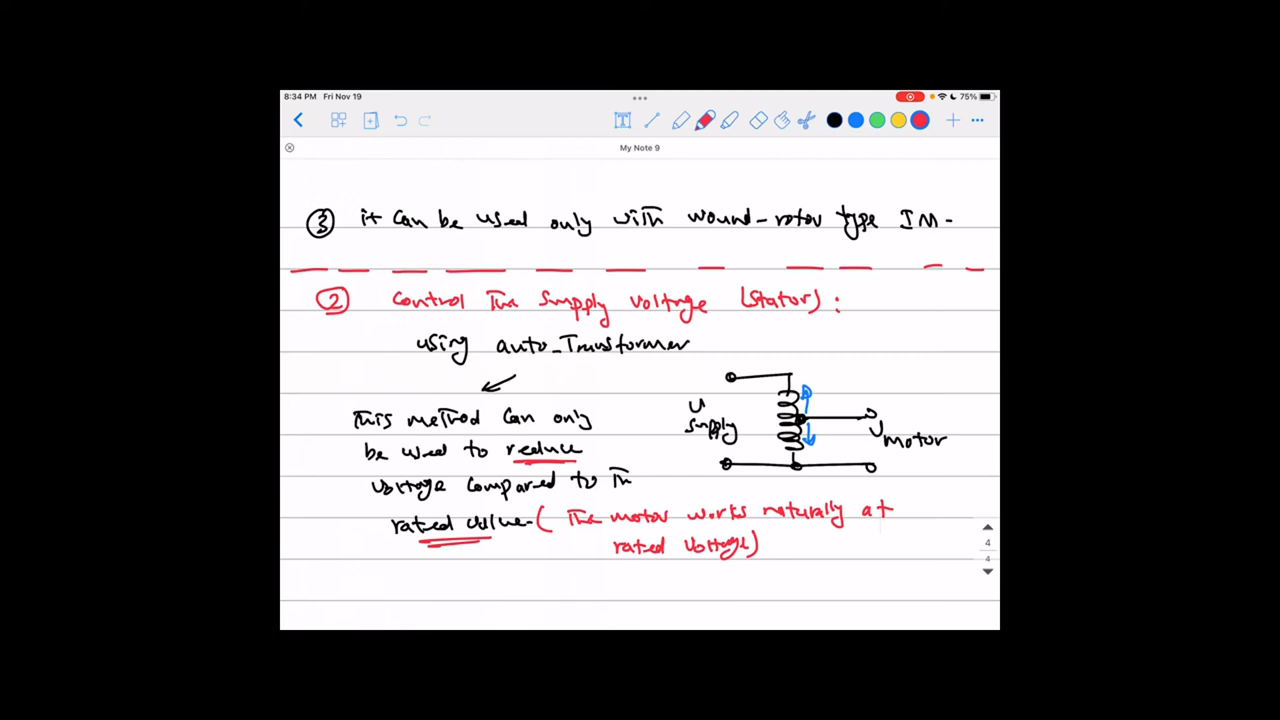 8:34 PM Fri Nov 19
75%
My Note 9
③ it can be used only with wound-rotor type IM.
② Control the supply voltage (stator):
using auto-Transformer
This method can only
be used to reduce
voltage compared to the
rated value. (The motor works naturally at
rated voltage)
U supply
U motor
4
4